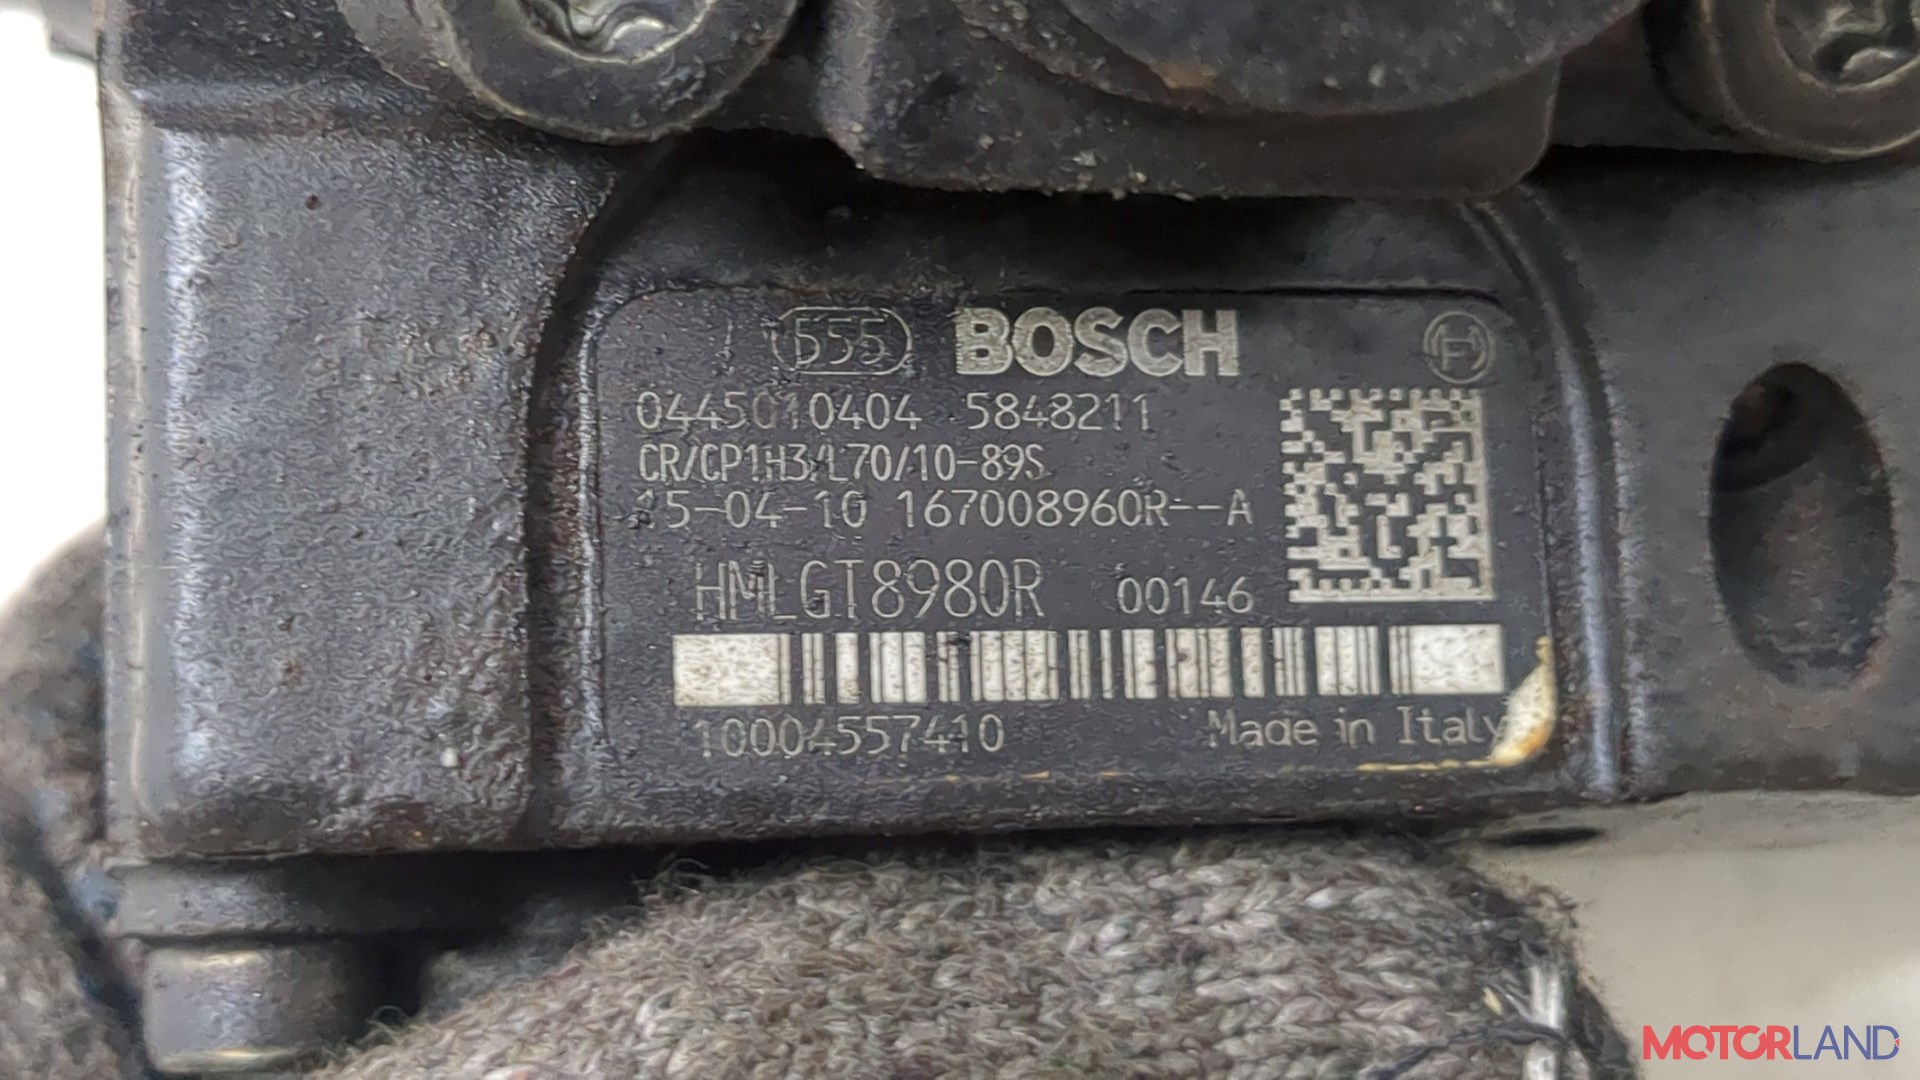 555 BOSCH
0445010404 5848211
CR/CP1H3/L70/10-89S
15-04-10 167008960R--A
HMLGT8980R 00146
10004557410 Made in Italy
MOTORLAND